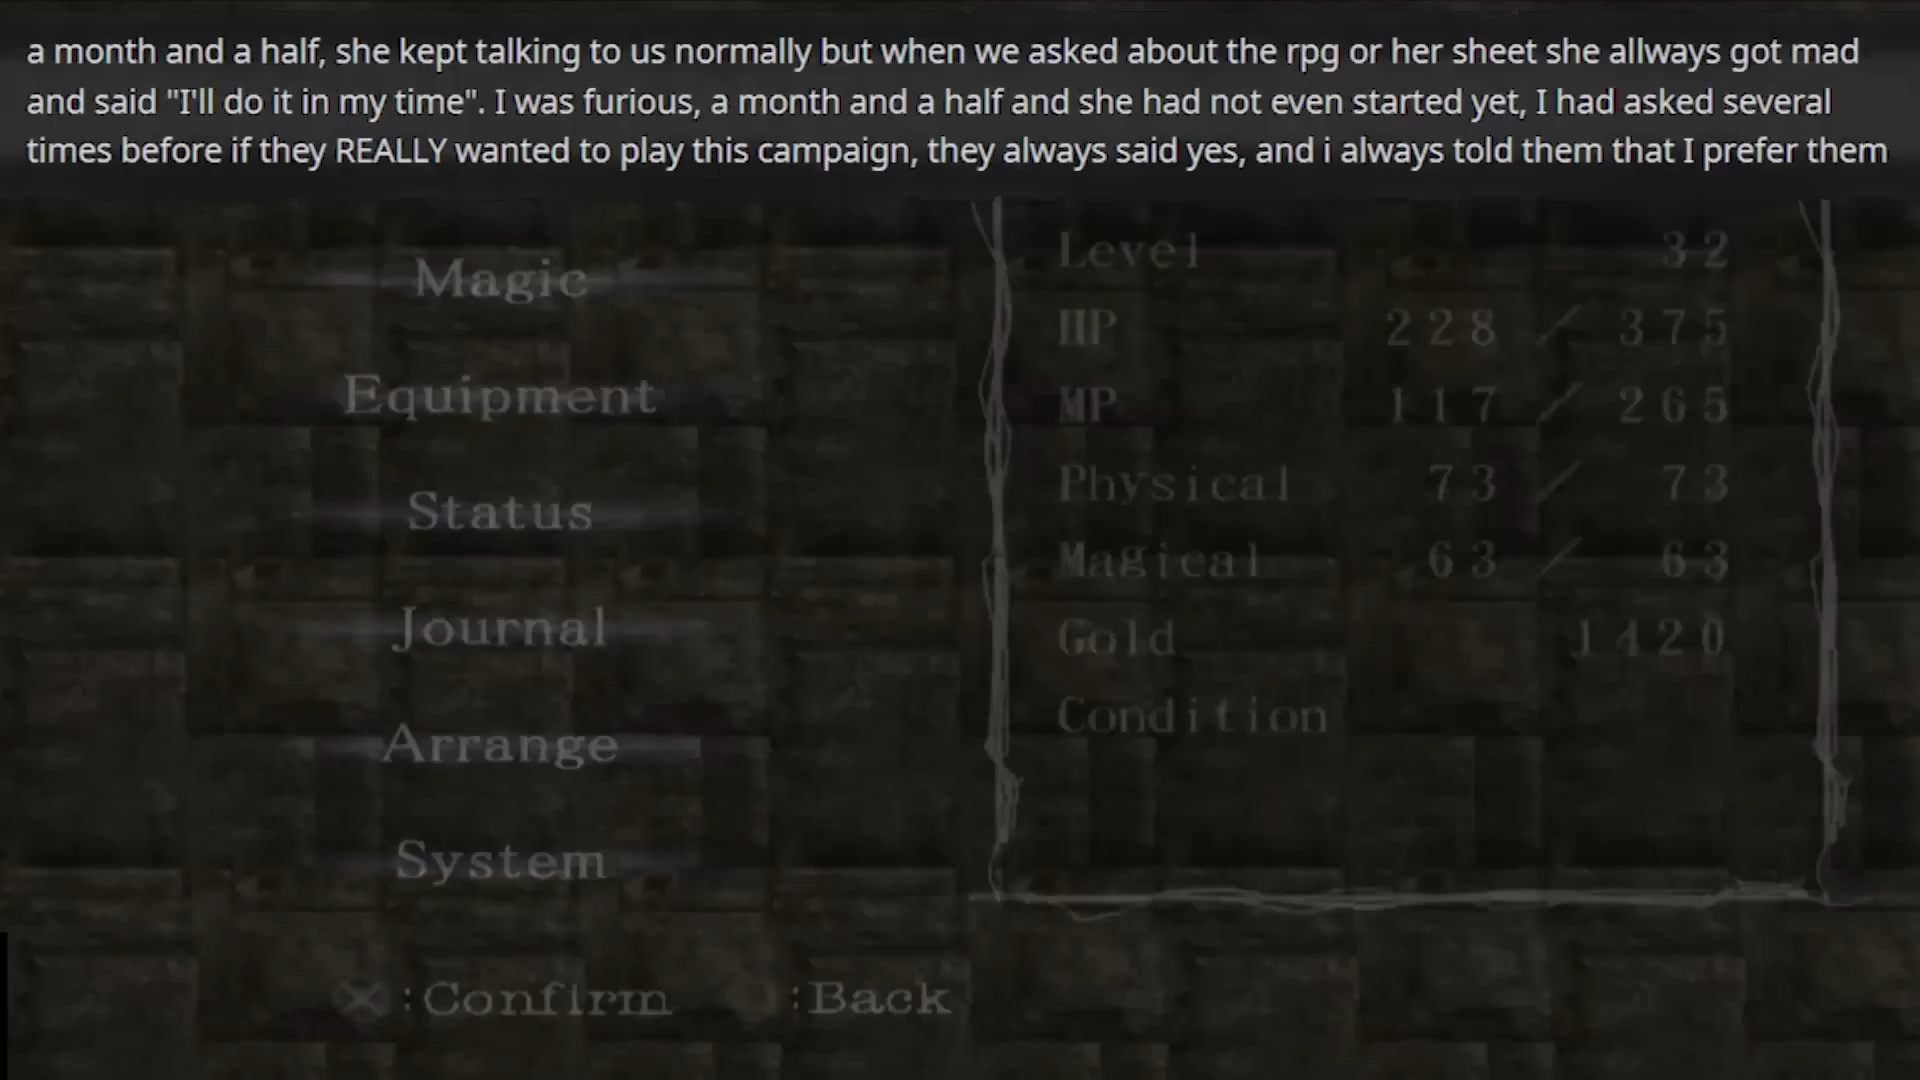 a month and a half, she kept talking to us normally but when we asked about the rpg or her sheet she allways got mad
and said "I'll do it in my time". I was furious, a month and a half and she had not even started yet, I had asked several
times before if they REALLY wanted to play this campaign, they always said yes, and i always told them that I prefer them
Magic
Equipment
Status
Journal
Arrange
System
Level 32
HP 228 / 375
MP 117 / 265
Physical 73 / 73
Magical 63 / 63
Gold 1420
Condition
:Confirm :Back